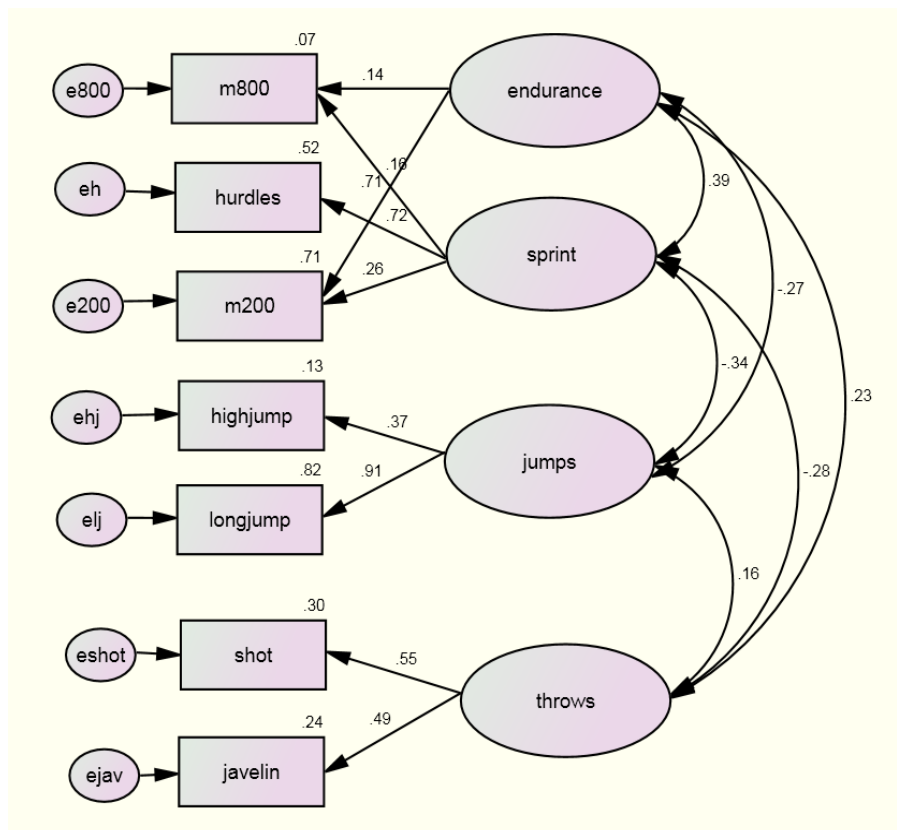 .07
e800
m800
.14
endurance
.52
eh
hurdles
.16
.71
.72
.39
sprint
.71
e200
m200
.26
-.27
.13
ehj
highjump
.37
-.34
.23
jumps
.82
elj
longjump
.91
-.28
.16
.30
eshot
shot
.55
throws
.24
ejav
javelin
.49